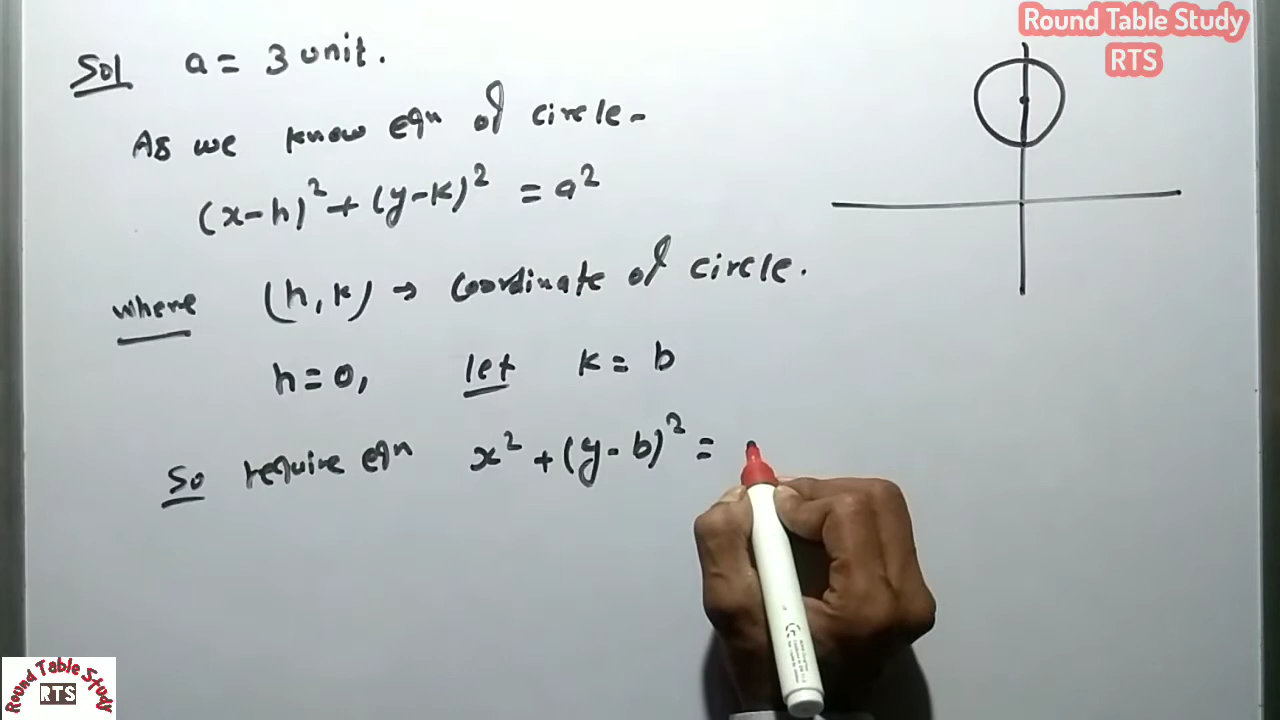 Round Table Study
RTS
Sol a = 3 unit.
As we know eqn of circle-
(x-h)² + (y-k)² = a²
where (h,k) → Coordinate of circle.
h=0, let k = b
So require eqn x² + (y-b)² =
Round Table Study
RTS